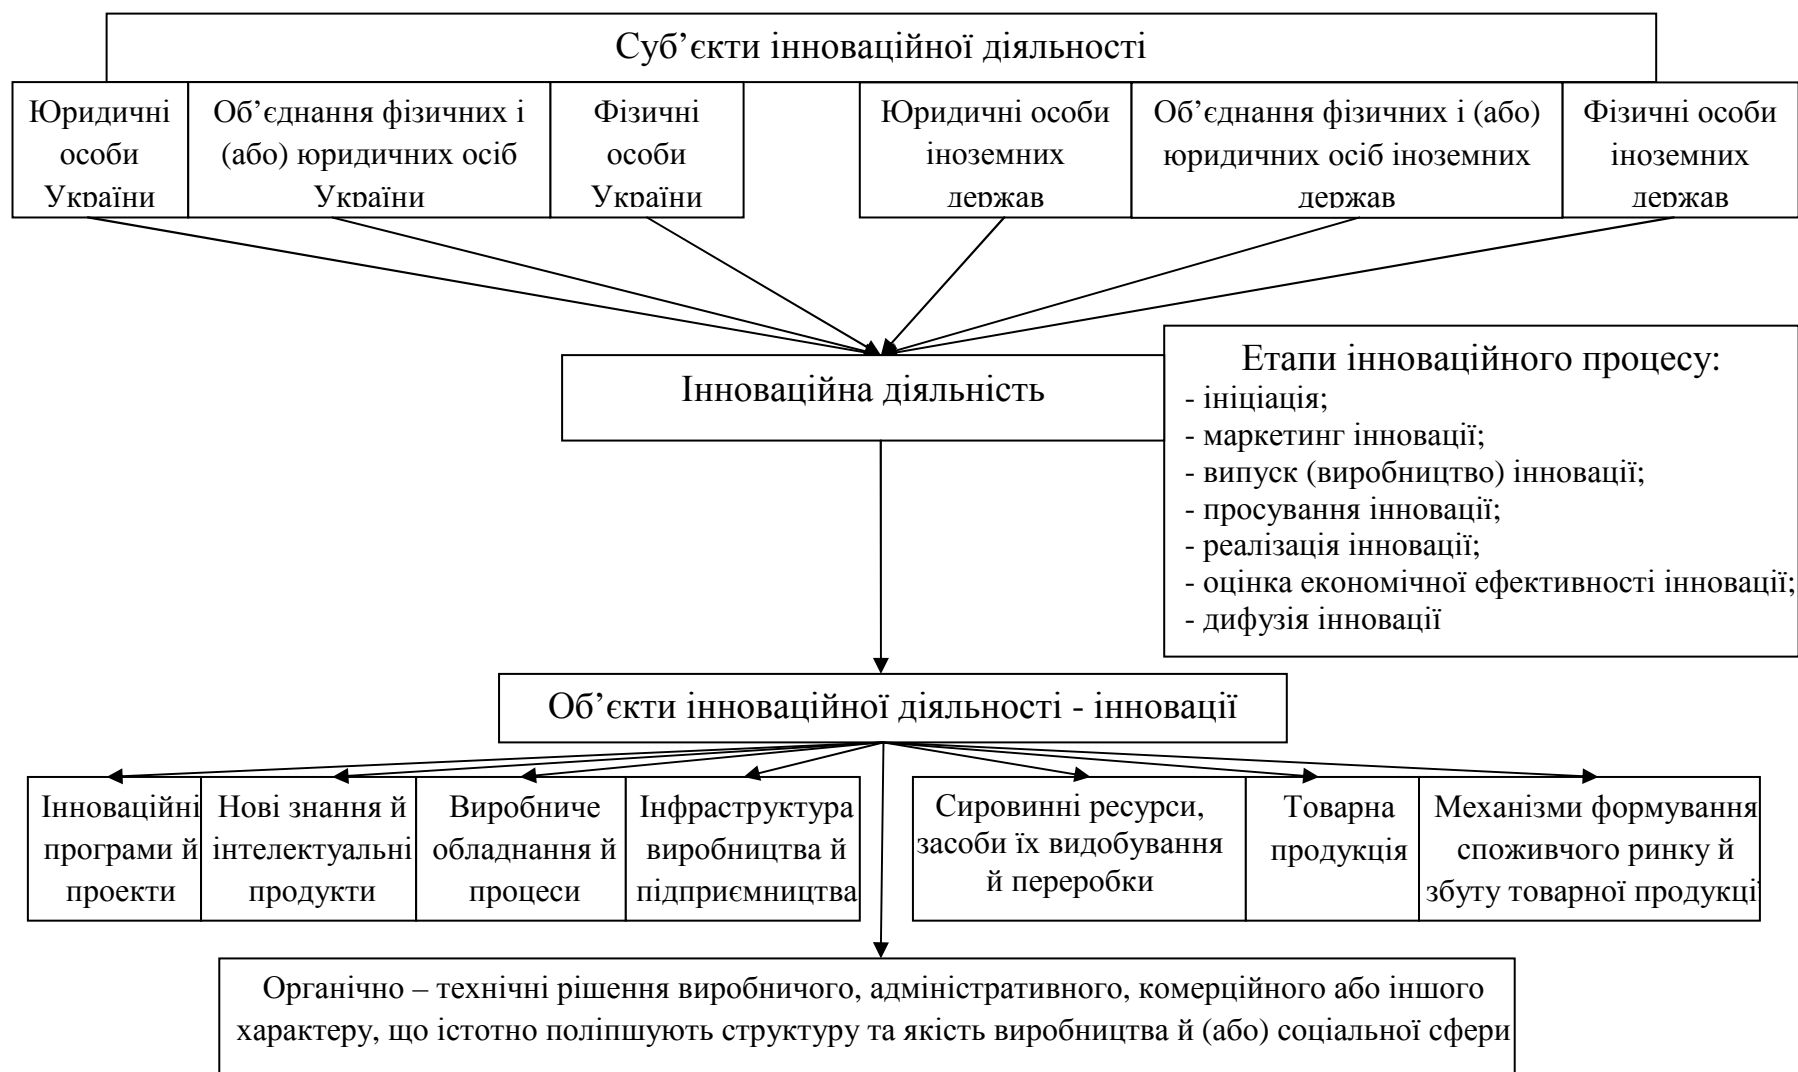 Суб’єкти інноваційної діяльності
Юридичні
особи
України
Об’єднання фізичних і
(або) юридичних осіб
України
Фізичні
особи
України
Юридичні особи
іноземних
держав
Об’єднання фізичних і (або)
юридичних осіб іноземних
держав
Фізичні особи
іноземних
держав
Інноваційна діяльність
Етапи інноваційного процесу:
- ініціація;
- маркетинг інновації;
- випуск (виробництво) інновації;
- просування інновації;
- реалізація інновації;
- оцінка економічної ефективності інновації;
- дифузія інновації
Об’єкти інноваційної діяльності - інновації
Інноваційні
програми й
проекти
Нові знання й
інтелектуальні
продукти
Виробниче
обладнання й
процеси
Інфраструктура
виробництва й
підприємництва
Сировинні ресурси,
засоби їх видобування
й переробки
Товарна
продукція
Механізми формування
споживчого ринку й
збуту товарної продукції
Органічно – технічні рішення виробничого, адміністративного, комерційного або іншого
характеру, що істотно поліпшують структуру та якість виробництва й (або) соціальної сфери